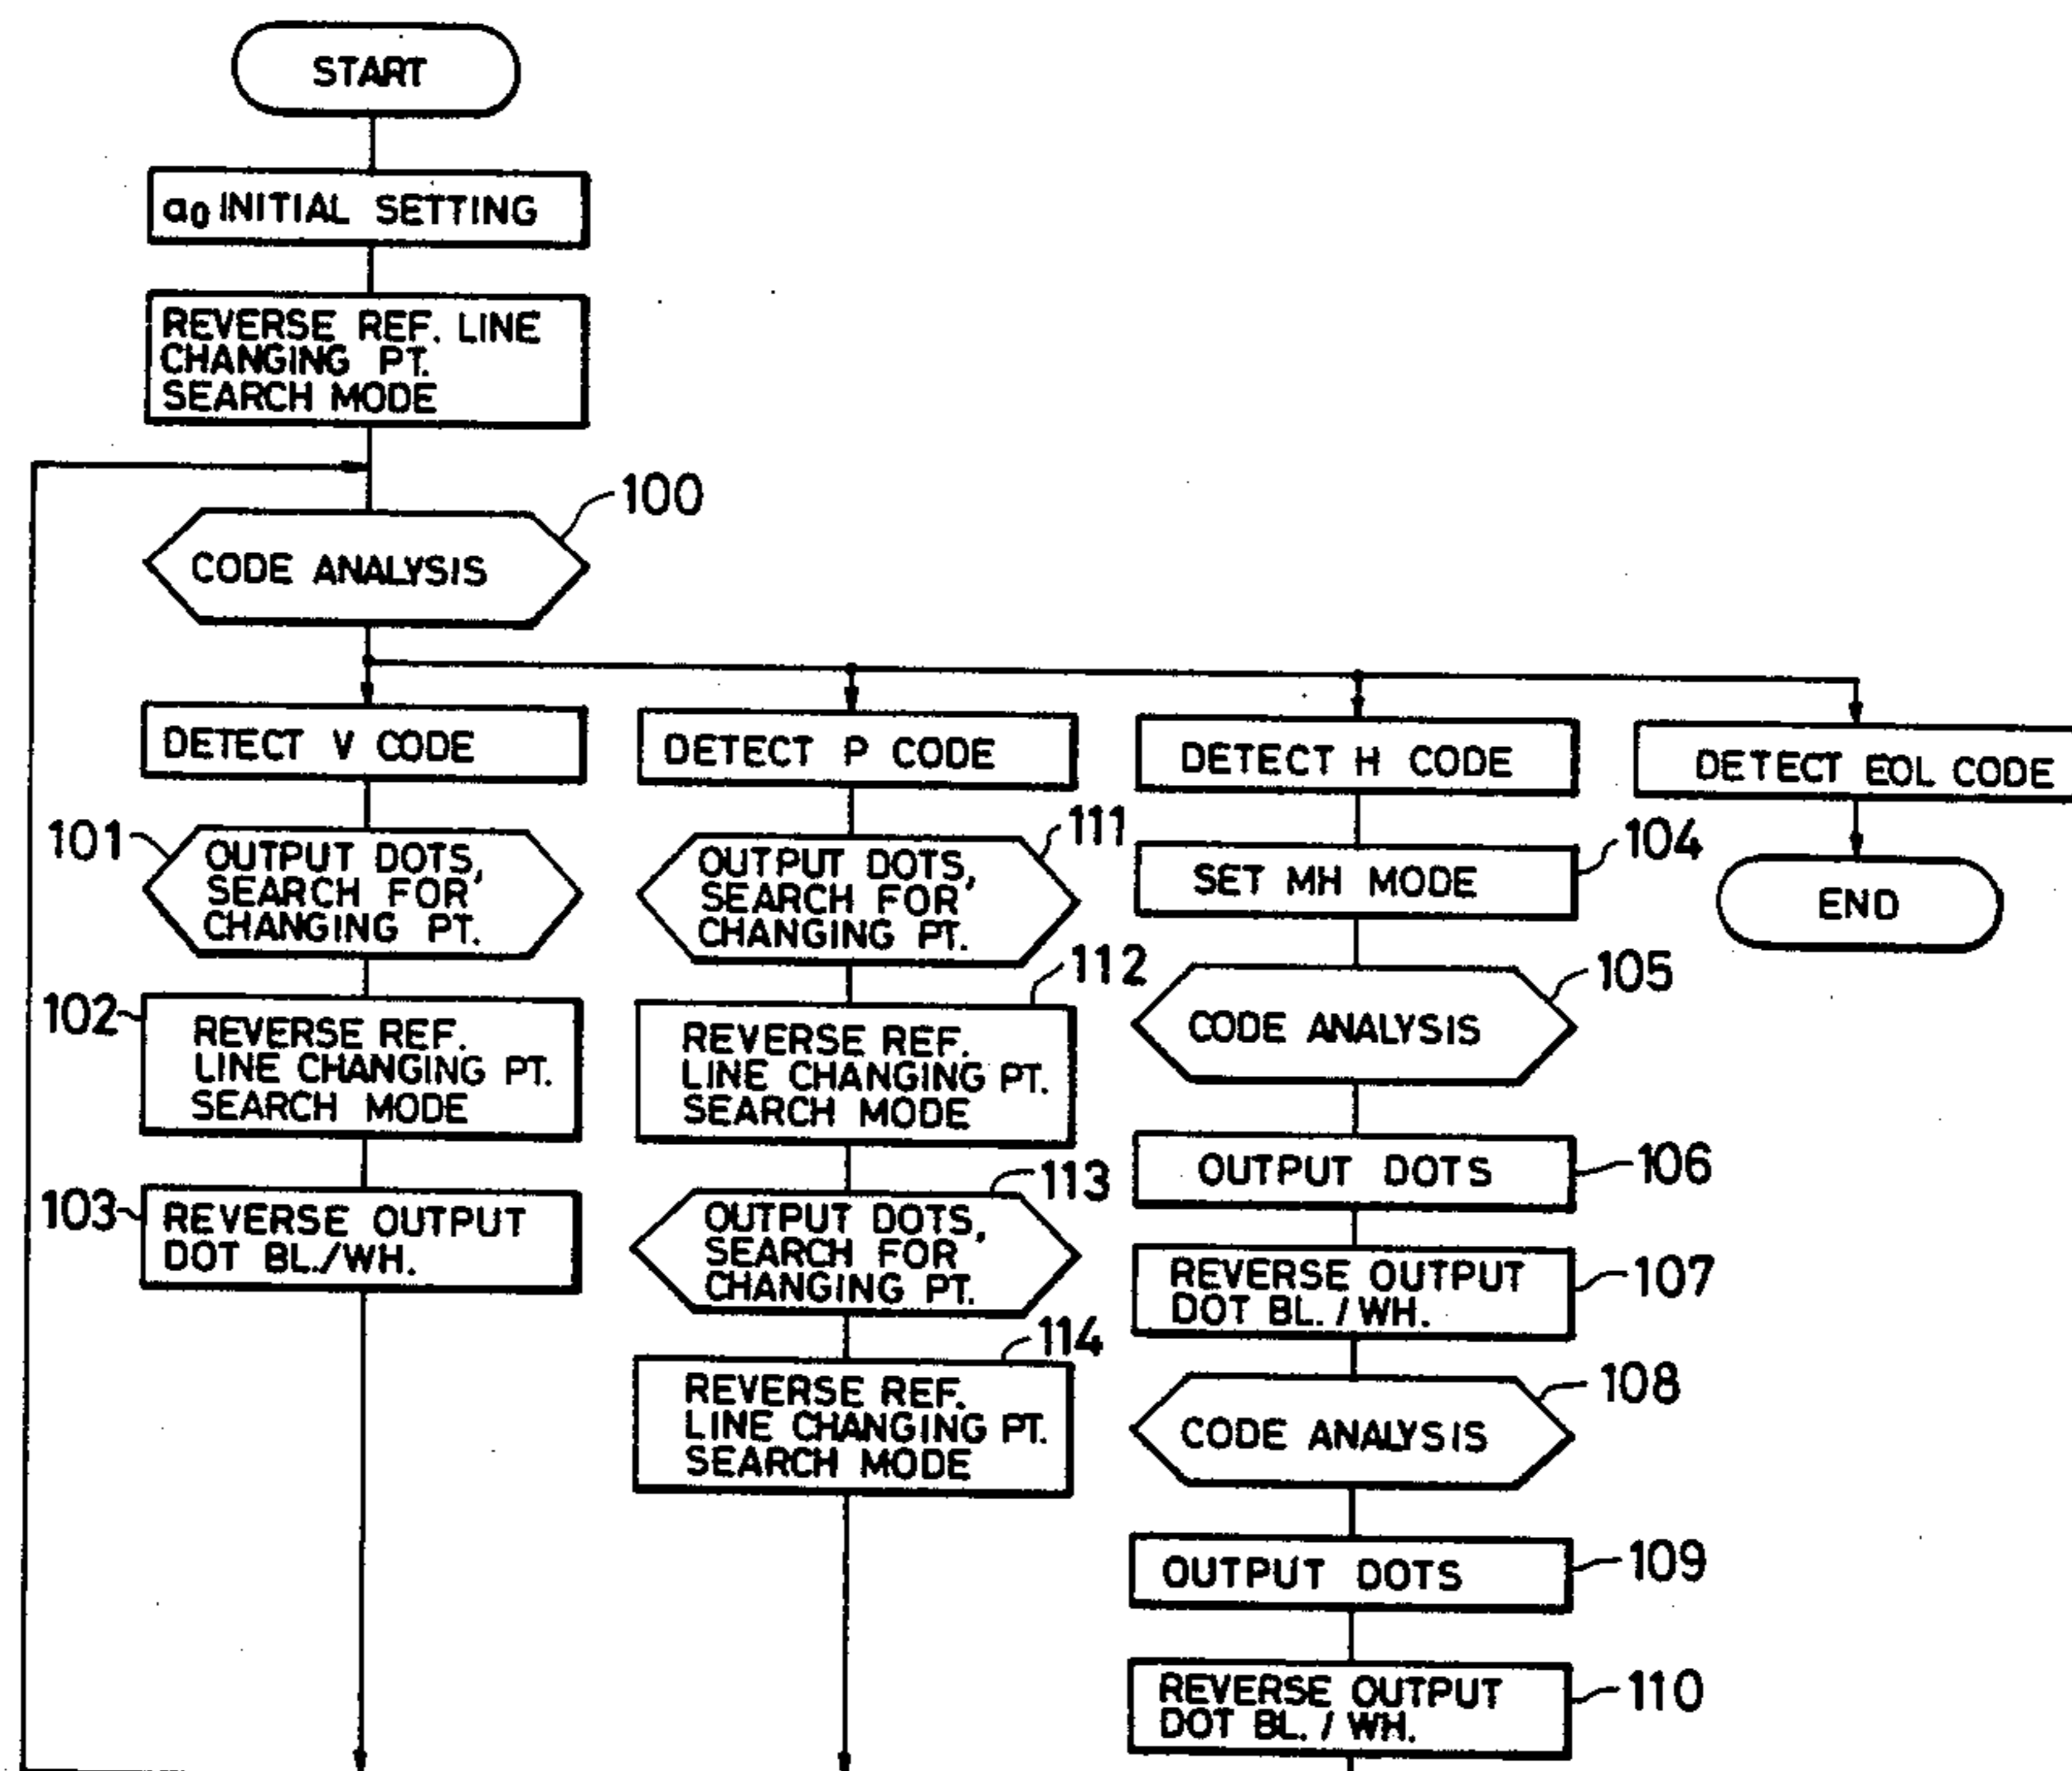 START
a0 INITIAL SETTING
REVERSE REF. LINE
CHANGING PT.
SEARCH MODE
100
CODE ANALYSIS
DETECT V CODE
101
OUTPUT DOTS,
SEARCH FOR
CHANGING PT.
102
REVERSE REF.
LINE CHANGING PT.
SEARCH MODE
103
REVERSE OUTPUT
DOT BL./WH.
DETECT P CODE
111
OUTPUT DOTS,
SEARCH FOR
CHANGING PT.
112
REVERSE REF.
LINE CHANGING PT.
SEARCH MODE
113
OUTPUT DOTS,
SEARCH FOR
CHANGING PT.
114
REVERSE REF.
LINE CHANGING PT.
SEARCH MODE
DETECT H CODE
104
SET MH MODE
105
CODE ANALYSIS
OUTPUT DOTS
106
REVERSE OUTPUT
DOT BL. / WH.
107
108
CODE ANALYSIS
OUTPUT DOTS
109
REVERSE OUTPUT
DOT BL. / WH.
110
DETECT EOL CODE
END